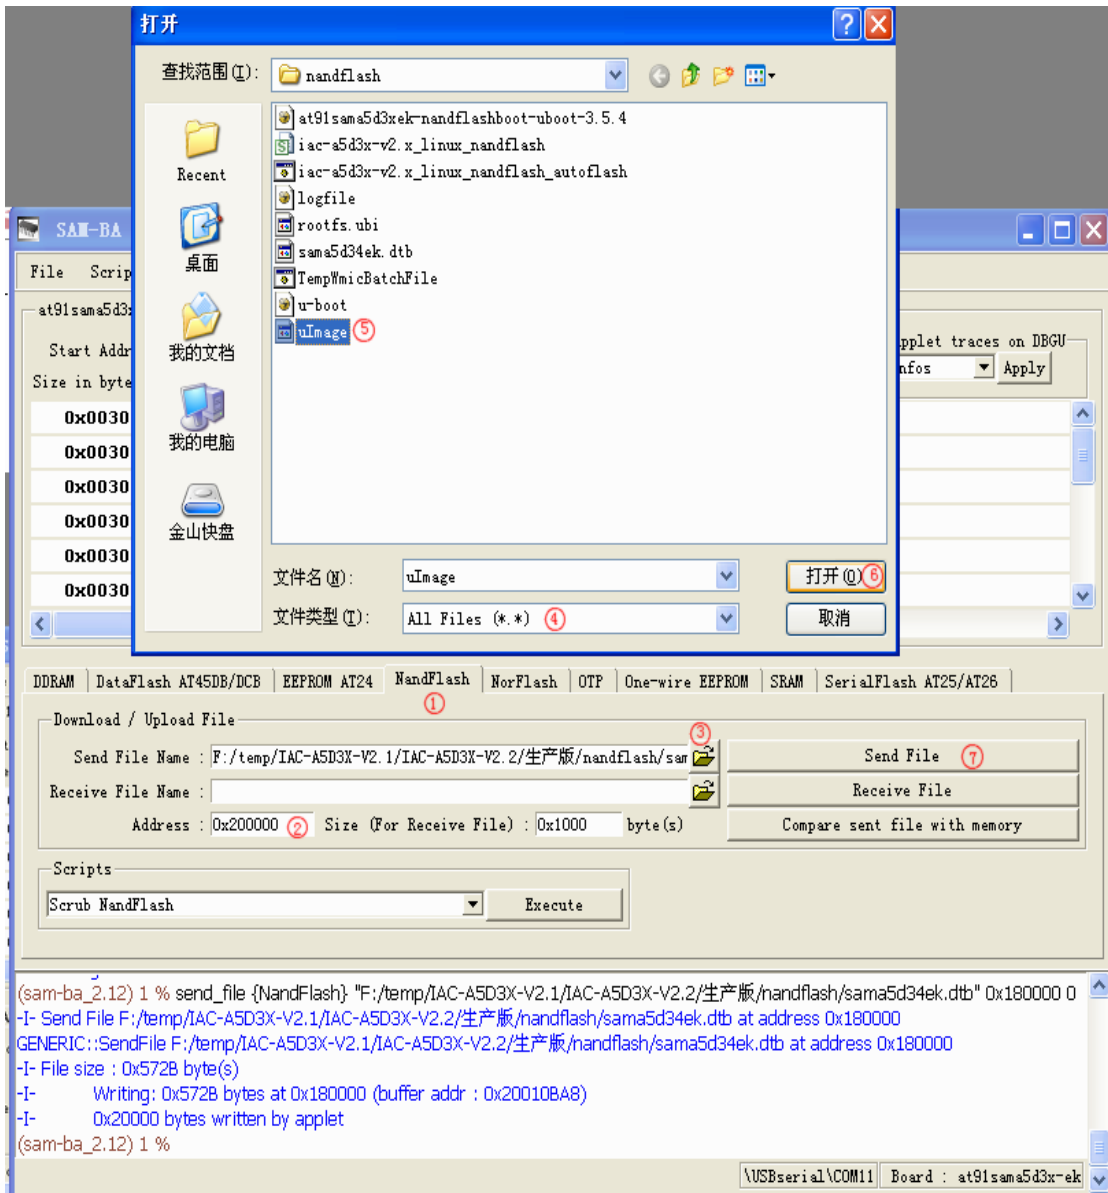 打开
查找范围(I):
nandflash
at91sama5d3xek-nandflashboot-uboot-3.5.4
iac-a5d3x-v2.x_linux_nandflash
iac-a5d3x-v2.x_linux_nandflash_autoflash
logfile
rootfs.ubi
sama5d34ek.dtb
TempWmicBatchFile
u-boot
uImage ⑤
Recent
桌面
我的文档
我的电脑
金山快盘
文件名(N):
uImage
打开(O) ⑥
文件类型(T):
All Files (*.*) ④
取消
SAM-BA
File Scrip
at91sama5d3x
Start Addr
pplet traces on DBGU
Size in byte
nfos
Apply
0x0030
0x0030
0x0030
0x0030
0x0030
0x0030
DDRAM DataFlash AT45DB/DCB EEPROM AT24 NandFlash NorFlash OTP One-wire EEPROM SRAM SerialFlash AT25/AT26
①
Download / Upload File
③
Send File Name : F:/temp/IAC-A5D3X-V2.1/IAC-A5D3X-V2.2/生产版/nandflash/sam
Send File ⑦
Receive File Name :
Receive File
Address : 0x200000 ② Size (For Receive File) : 0x1000 byte(s)
Compare sent file with memory
Scripts
Scrub NandFlash
Execute
(sam-ba_2.12) 1 % send_file {NandFlash} "F:/temp/IAC-A5D3X-V2.1/IAC-A5D3X-V2.2/生产版/nandflash/sama5d34ek.dtb" 0x180000 0
-I- Send File F:/temp/IAC-A5D3X-V2.1/IAC-A5D3X-V2.2/生产版/nandflash/sama5d34ek.dtb at address 0x180000
GENERIC::SendFile F:/temp/IAC-A5D3X-V2.1/IAC-A5D3X-V2.2/生产版/nandflash/sama5d34ek.dtb at address 0x180000
-I- File size : 0x572B byte(s)
-I- Writing: 0x572B bytes at 0x180000 (buffer addr : 0x20010BA8)
-I- 0x20000 bytes written by applet
(sam-ba_2.12) 1 %
\USBserial\COM11 Board : at91sama5d3x-ek